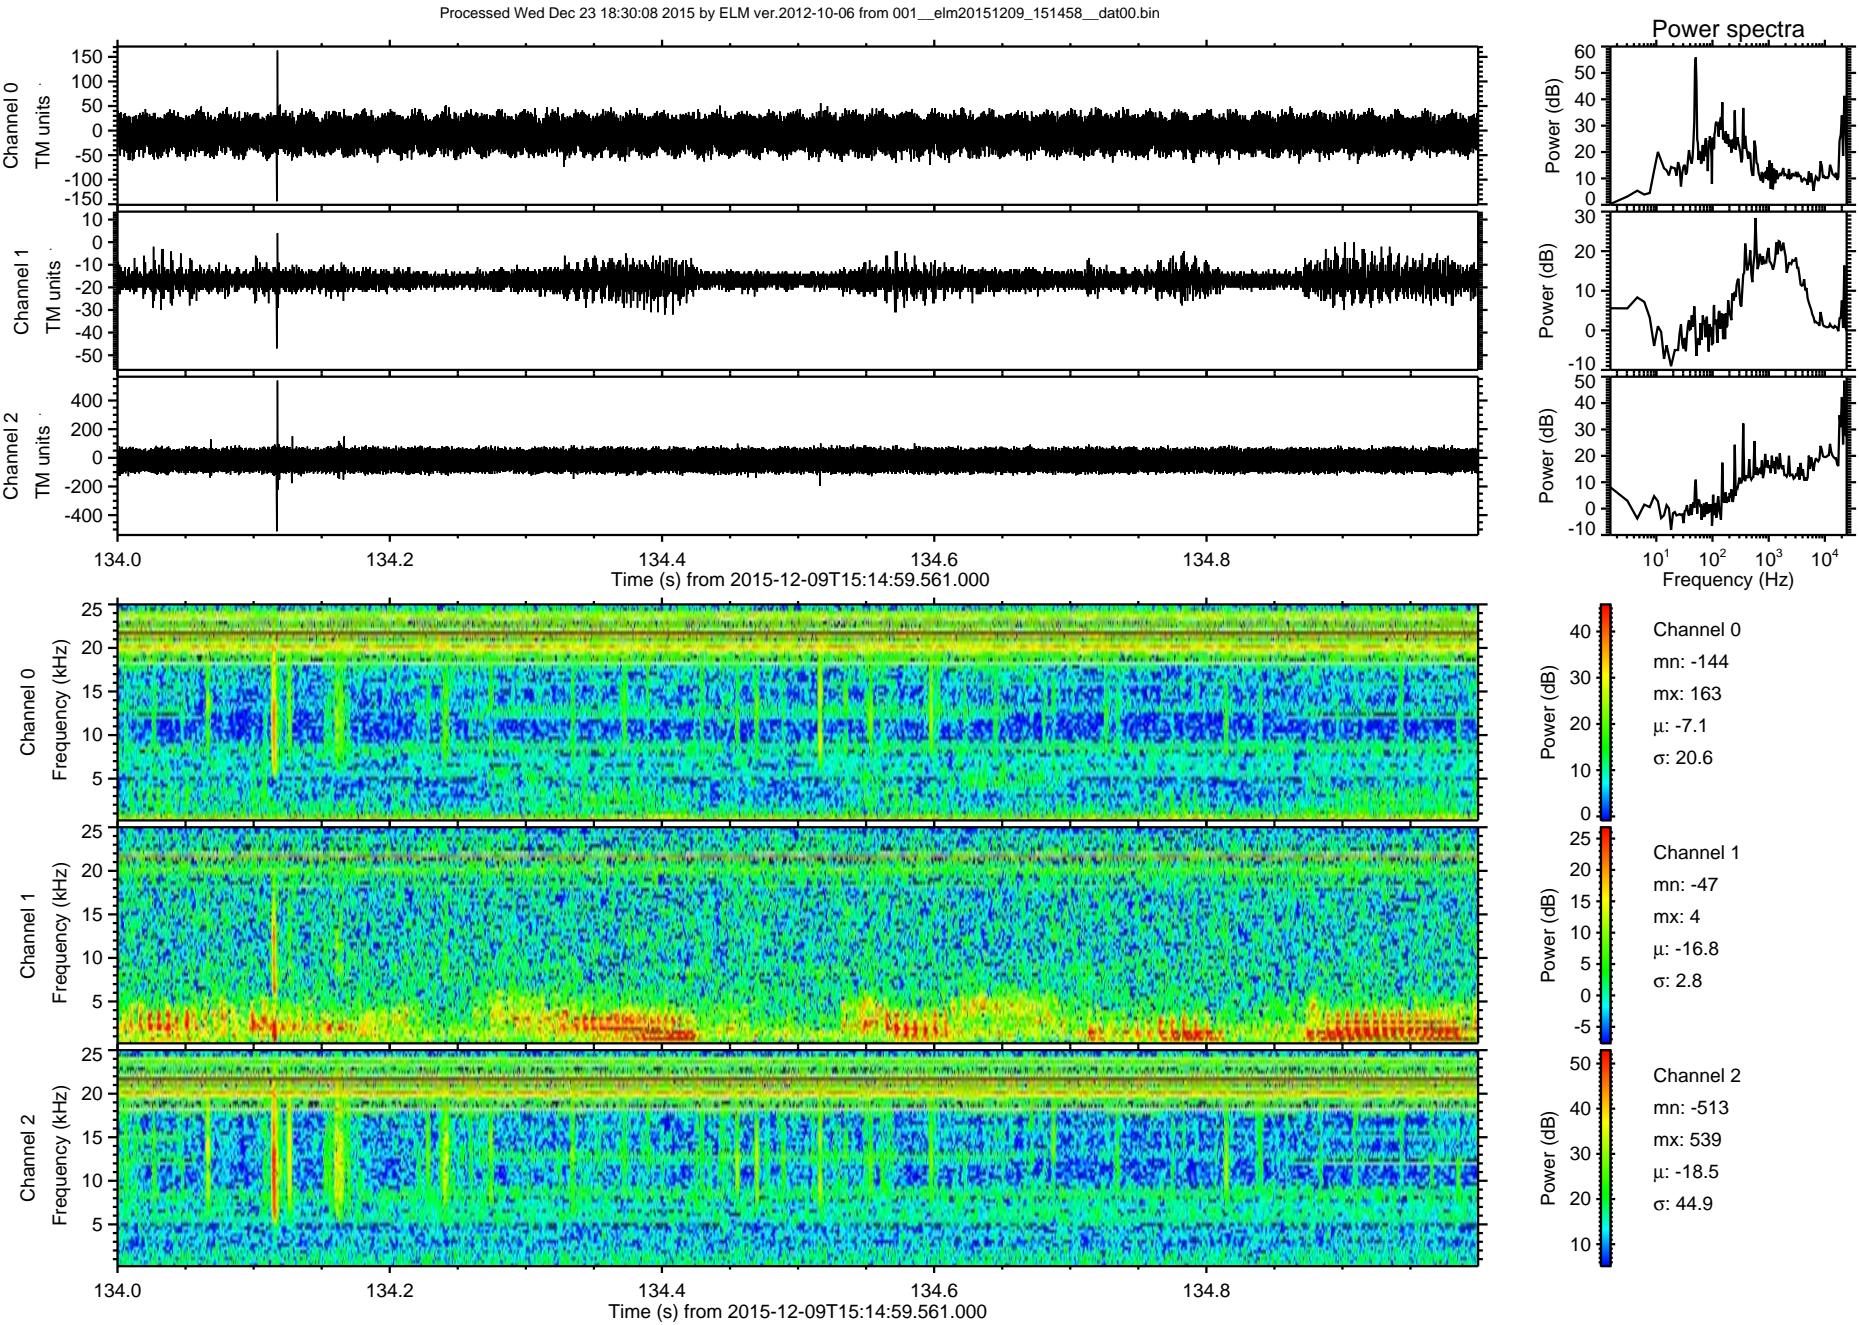 Processed Wed Dec 23 18:30:08 2015 by ELM ver.2012-10-06 from 001__elm20151209_151458__dat00.bin
Power spectra
Channel 0
TM units
150
100
50
0
-50
-100
-150
Power (dB)
60
50
40
30
20
10
0
Channel 1
TM units
10
0
-10
-20
-30
-40
-50
Power (dB)
30
20
10
0
-10
Channel 2
TM units
400
200
0
-200
-400
Power (dB)
50
40
30
20
10
0
-10
134.0 134.2 134.4 134.6 134.8
Time (s) from 2015-12-09T15:14:59.561.000
10¹ 10² 10³ 10⁴
Frequency (Hz)
Channel 0
Frequency (kHz)
25
20
15
10
5
Power (dB)
40
30
20
10
0
Channel 0
mn: -144
mx: 163
µ: -7.1
σ: 20.6
Channel 1
Frequency (kHz)
25
20
15
10
5
Power (dB)
25
20
15
10
5
0
-5
Channel 1
mn: -47
mx: 4
µ: -16.8
σ: 2.8
Channel 2
Frequency (kHz)
25
20
15
10
5
Power (dB)
50
40
30
20
10
Channel 2
mn: -513
mx: 539
µ: -18.5
σ: 44.9
134.0 134.2 134.4 134.6 134.8
Time (s) from 2015-12-09T15:14:59.561.000